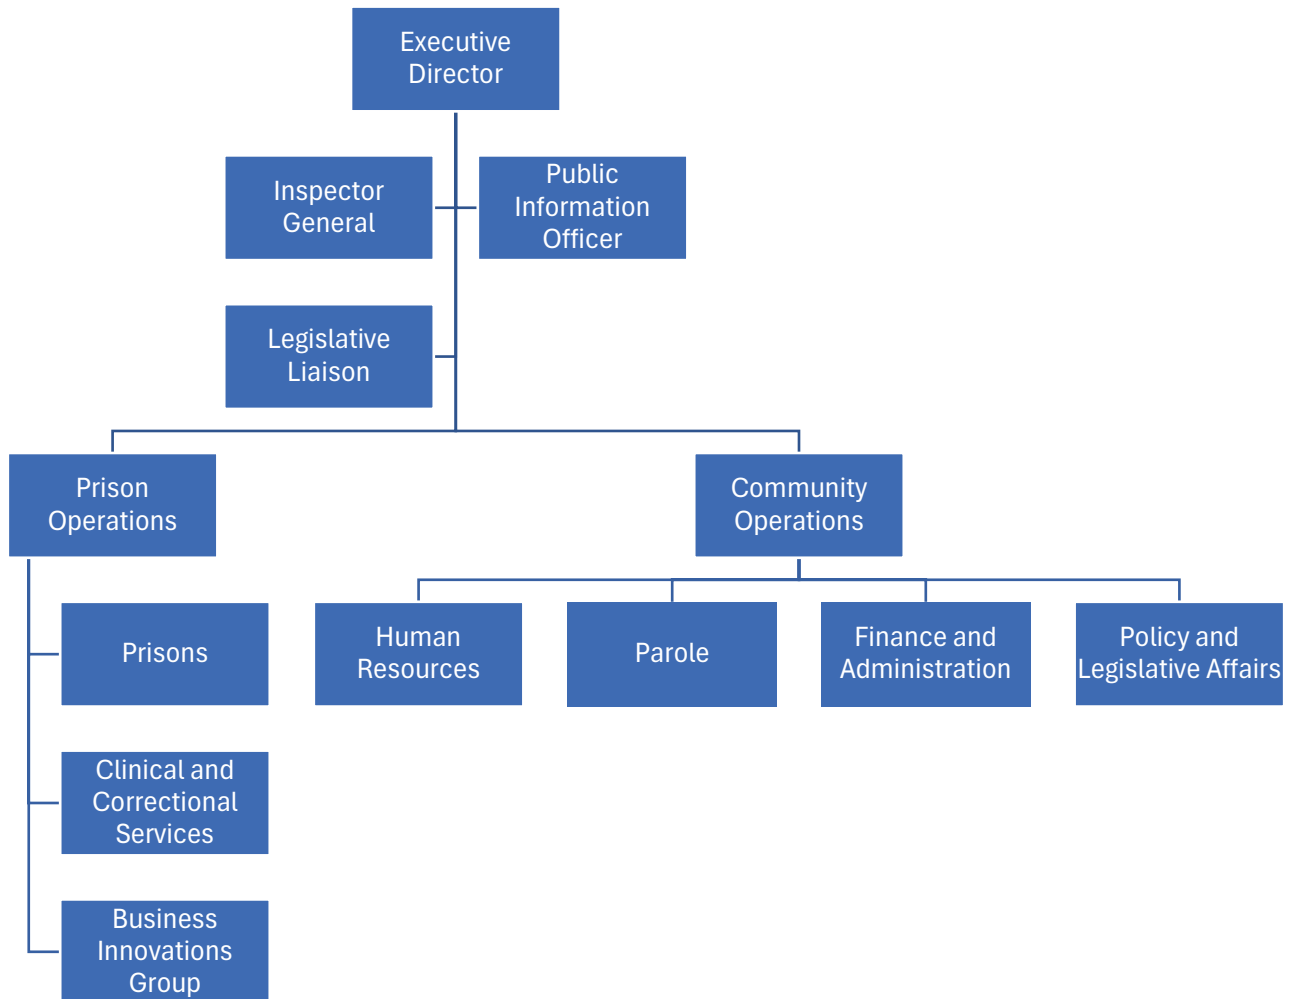 Executive
Director
Inspector
General
Public
Information
Officer
Legislative
Liaison
Prison
Operations
Community
Operations
Prisons
Human
Resources
Parole
Finance and
Administration
Policy and
Legislative Affairs
Clinical and
Correctional
Services
Business
Innovations
Group